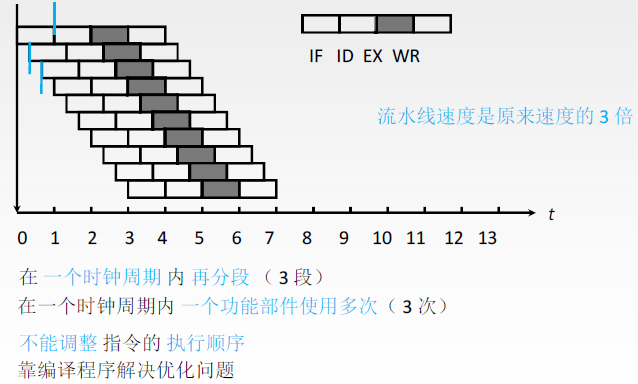 IF ID EX WR
流水线速度是原来速度的 3 倍
t
0 1 2 3 4 5 6 7 8 9 10 11 12 13
在 一个时钟周期 内 再分段 （ 3 段）
在一个时钟周期内 一个功能部件使用多次（ 3 次）
不能调整 指令的 执行顺序
靠编译程序解决优化问题